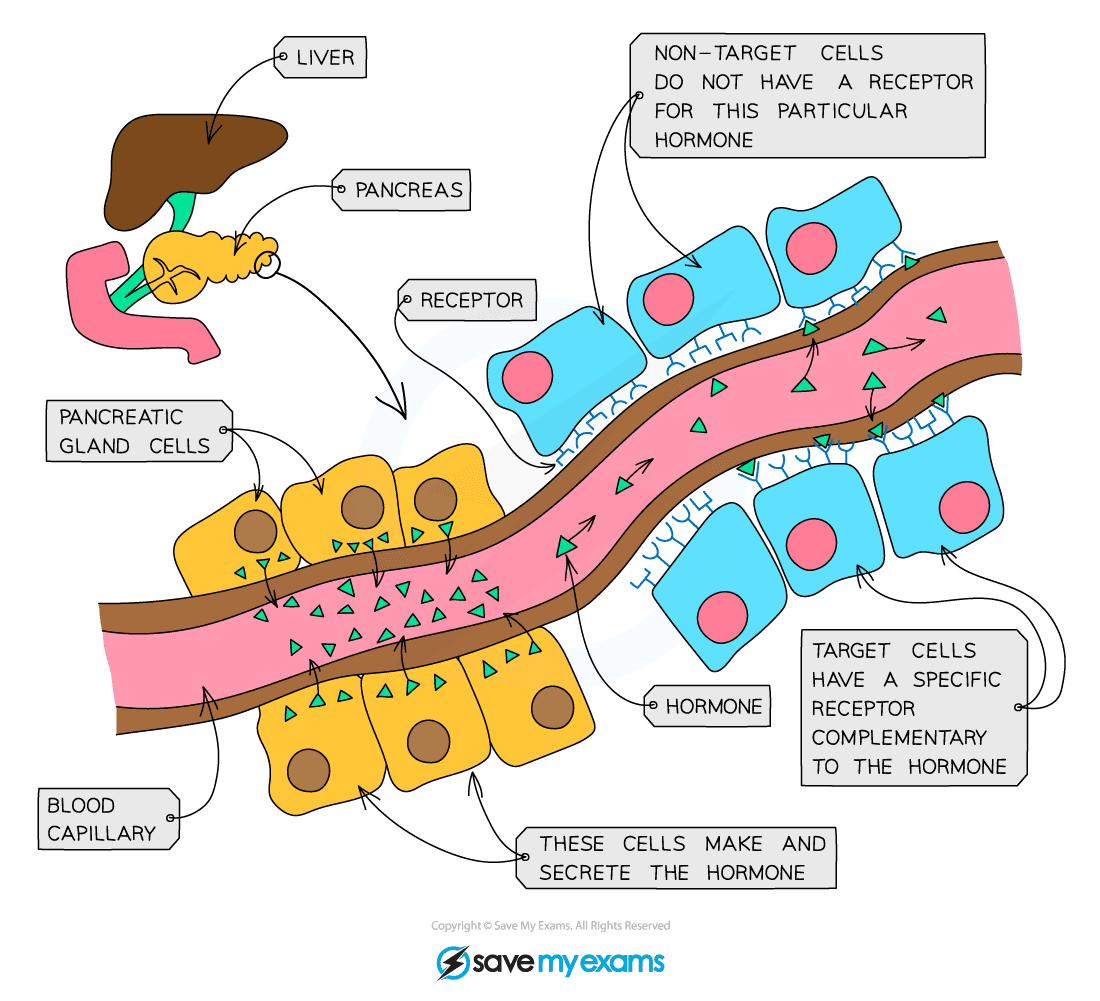 LIVER
PANCREAS
NON-TARGET CELLS
DO NOT HAVE A RECEPTOR
FOR THIS PARTICULAR
HORMONE
RECEPTOR
PANCREATIC
GLAND CELLS
HORMONE
TARGET CELLS
HAVE A SPECIFIC
RECEPTOR
COMPLEMENTARY
TO THE HORMONE
BLOOD
CAPILLARY
THESE CELLS MAKE AND
SECRETE THE HORMONE
Copyright © Save My Exams. All Rights Reserved
save my exams